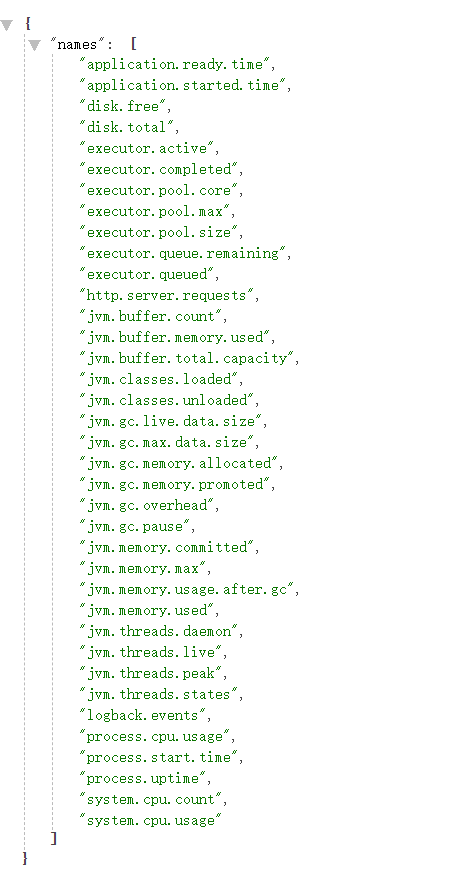 {
"names": [
"application.ready.time",
"application.started.time",
"disk.free",
"disk.total",
"executor.active",
"executor.completed",
"executor.pool.core",
"executor.pool.max",
"executor.pool.size",
"executor.queue.remaining",
"executor.queued",
"http.server.requests",
"jvm.buffer.count",
"jvm.buffer.memory.used",
"jvm.buffer.total.capacity",
"jvm.classes.loaded",
"jvm.classes.unloaded",
"jvm.gc.live.data.size",
"jvm.gc.max.data.size",
"jvm.gc.memory.allocated",
"jvm.gc.memory.promoted",
"jvm.gc.overhead",
"jvm.gc.pause",
"jvm.memory.committed",
"jvm.memory.max",
"jvm.memory.usage.after.gc",
"jvm.memory.used",
"jvm.threads.daemon",
"jvm.threads.live",
"jvm.threads.peak",
"jvm.threads.states",
"logback.events",
"process.cpu.usage",
"process.start.time",
"process.uptime",
"system.cpu.count",
"system.cpu.usage"
]
}